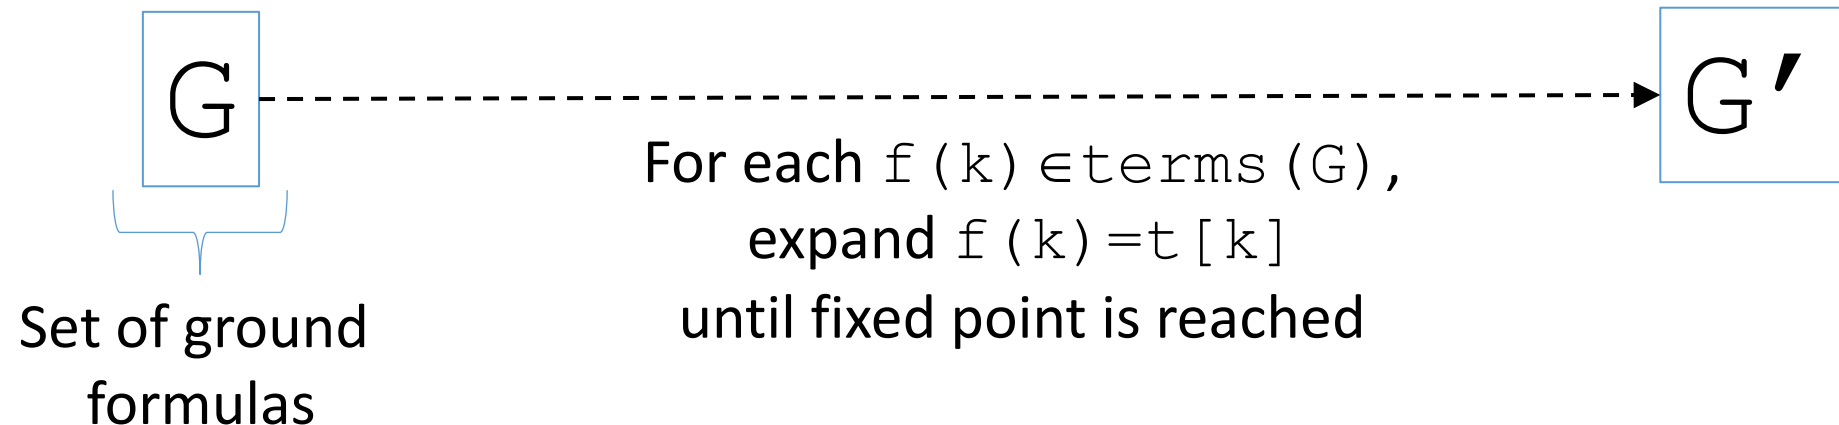 G
G′
For each f(k)∈terms(G),
expand f(k)=t[k]
until fixed point is reached
Set of ground
formulas